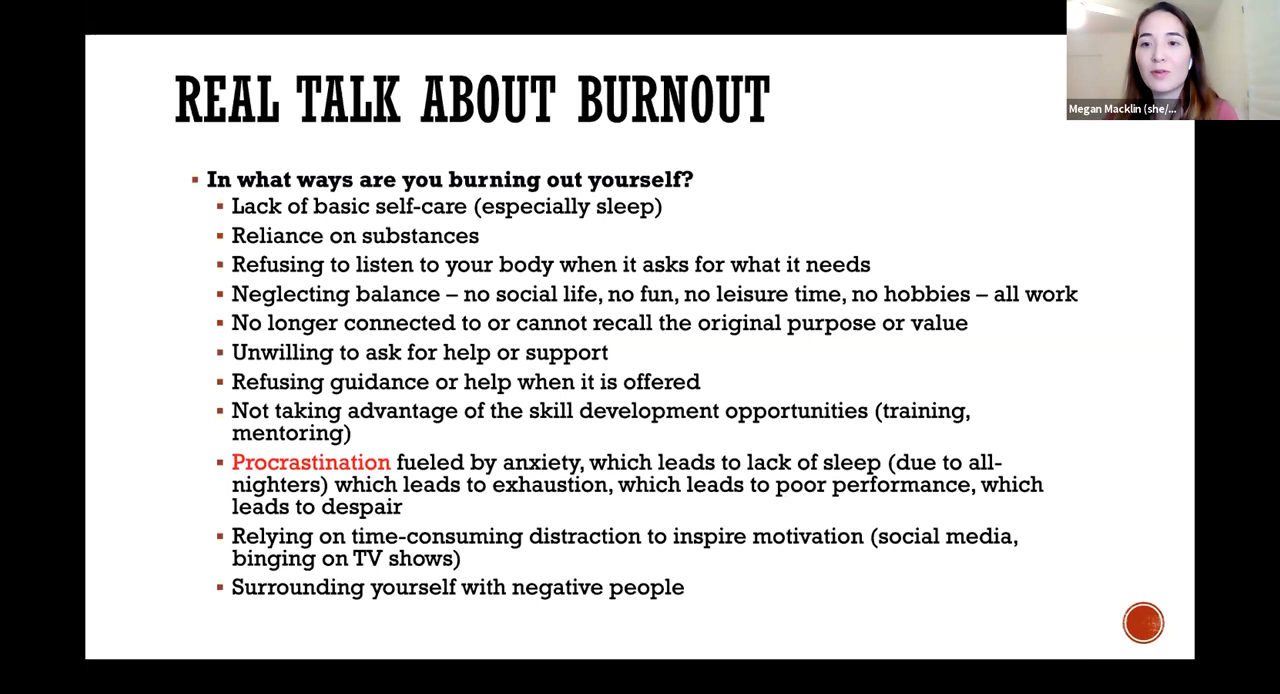 REAL TALK ABOUT BURNOUT
Megan Macklin (she/...
In what ways are you burning out yourself?
Lack of basic self-care (especially sleep)
Reliance on substances
Refusing to listen to your body when it asks for what it needs
Neglecting balance – no social life, no fun, no leisure time, no hobbies – all work
No longer connected to or cannot recall the original purpose or value
Unwilling to ask for help or support
Refusing guidance or help when it is offered
Not taking advantage of the skill development opportunities (training,
mentoring)
Procrastination fueled by anxiety, which leads to lack of sleep (due to all-
nighters) which leads to exhaustion, which leads to poor performance, which
leads to despair
Relying on time-consuming distraction to inspire motivation (social media,
binging on TV shows)
Surrounding yourself with negative people